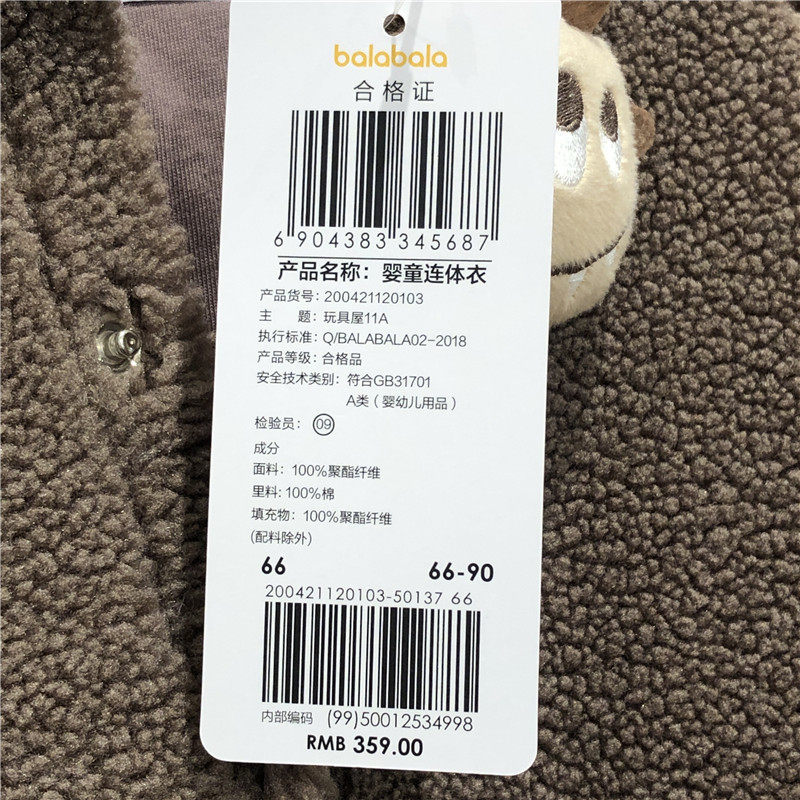 balabala
合格证
6 904383 345687
产品名称：婴童连体衣
产品货号：200421120103
主 题：玩具屋11A
执行标准：Q/BALABALA02-2018
产品等级：合格品
安全技术类别：符合GB31701
A类（婴幼儿用品）
检验员：09
成分
面料：100%聚酯纤维
里料：100%棉
填充物：100%聚酯纤维
(配料除外)
66 66-90
200421120103-50137 66
内部编码 (99)50012534998
RMB 359.00